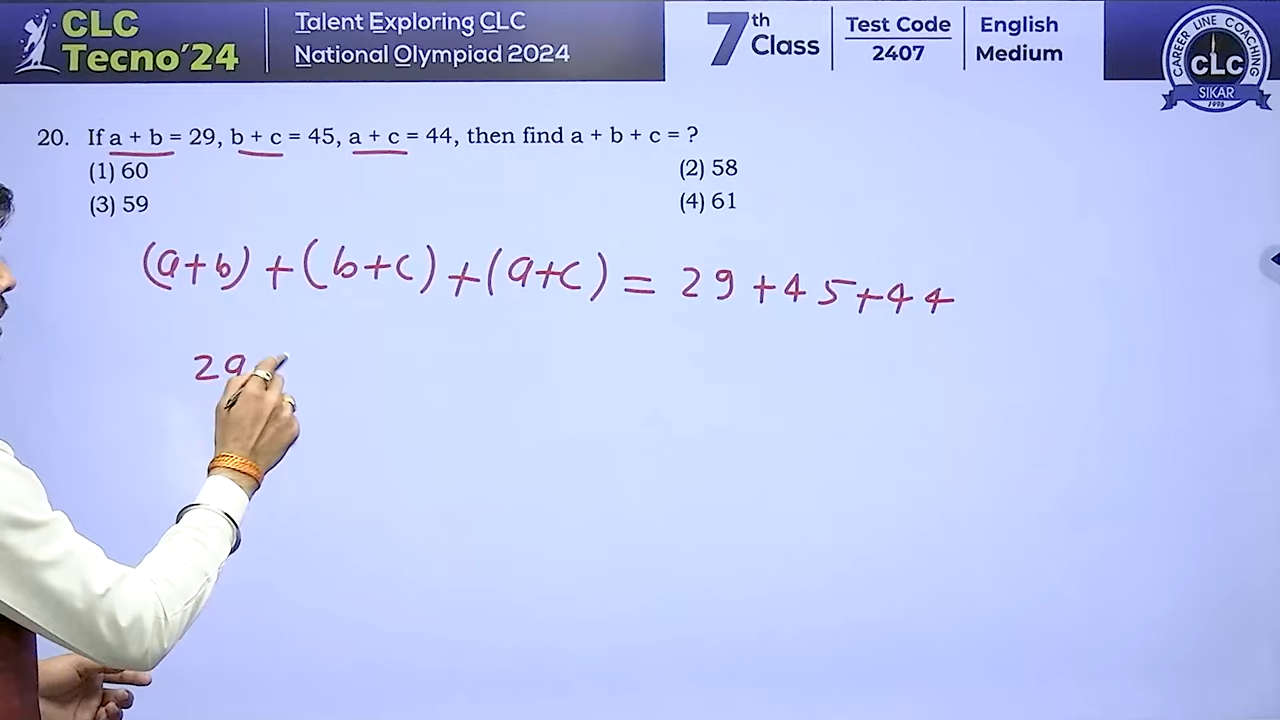 CLC
Tecno'24
Talent Exploring CLC
National Olympiad 2024
7th
Class
Test Code
2407
English
Medium
CAREER LINE COACHING
CLC
SIKAR
1996
20. If a + b = 29, b + c = 45, a + c = 44, then find a + b + c = ?
(1) 60 (2) 58
(3) 59 (4) 61
(a+b) + (b+c) + (a+c) = 29 + 45 + 44
29